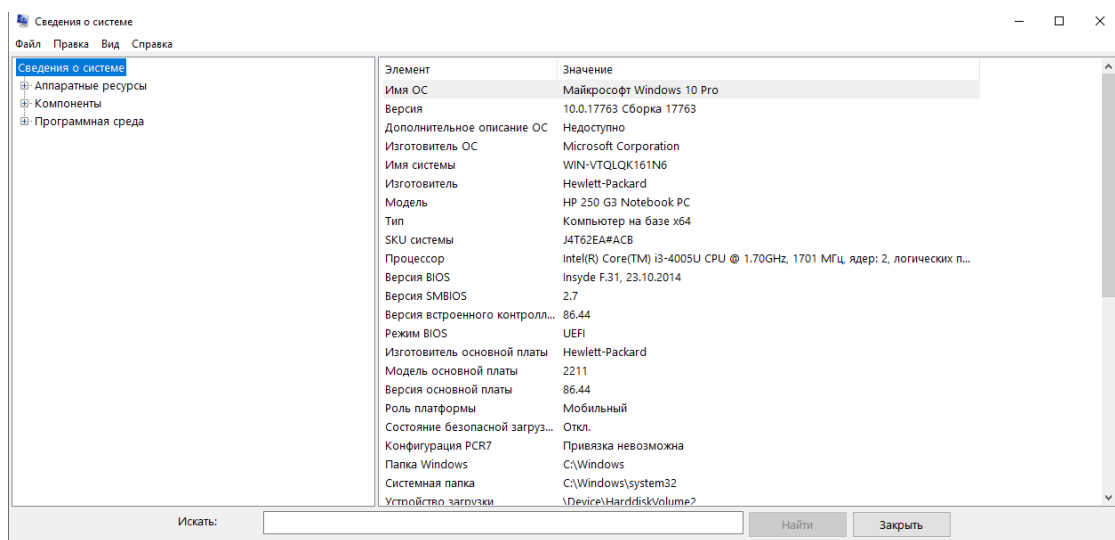 Сведения о системе
Файл Правка Вид Справка
Сведения о системе
Аппаратные ресурсы
Компоненты
Программная среда
Элемент Значение
Имя ОС Майкрософт Windows 10 Pro
Версия 10.0.17763 Сборка 17763
Дополнительное описание ОС Недоступно
Изготовитель ОС Microsoft Corporation
Имя системы WIN-VTQLQK161N6
Изготовитель Hewlett-Packard
Модель HP 250 G3 Notebook PC
Тип Компьютер на базе x64
SKU системы J4T62EA#ACB
Процессор Intel(R) Core(TM) i3-4005U CPU @ 1.70GHz, 1701 МГц, ядер: 2, логических п...
Версия BIOS Insyde F.31, 23.10.2014
Версия SMBIOS 2.7
Версия встроенного контролл... 86.44
Режим BIOS UEFI
Изготовитель основной платы Hewlett-Packard
Модель основной платы 2211
Версия основной платы 86.44
Роль платформы Мобильный
Состояние безопасной загруз... Откл.
Конфигурация PCR7 Привязка невозможна
Папка Windows C:\Windows
Системная папка C:\Windows\system32
Устройство загрузки \Device\HarddiskVolume2
Искать: Найти Закрыть